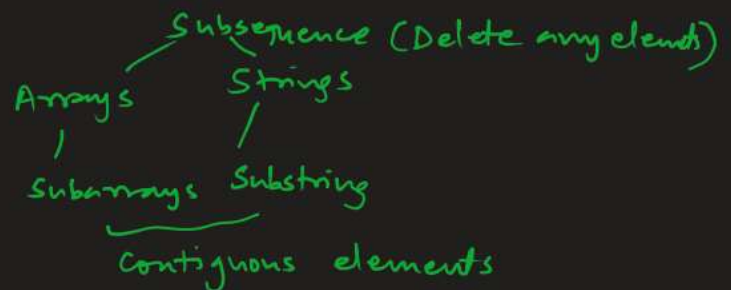 Subsequence (Delete any elements)
Arrays Strings
Subarrays Substring
Contiguous elements